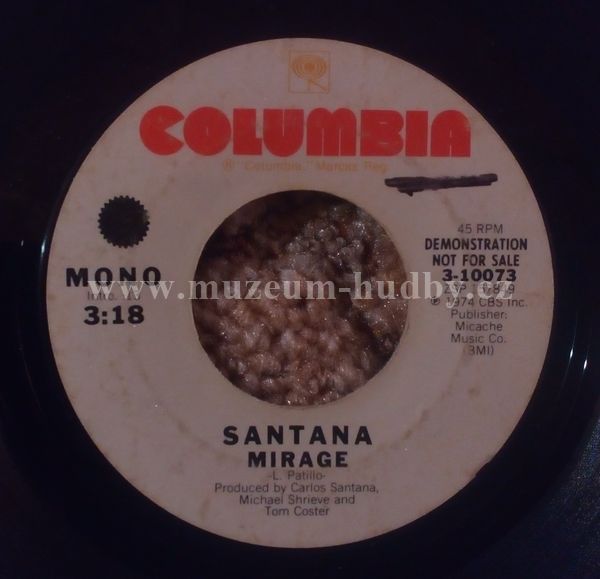 COLUMBIA
® "Columbia," Marcas Reg.
45 RPM
DEMONSTRATION
NOT FOR SALE
MONO
3-10073
www.muzeum-hudby.cz
Intro.
3:18
℗ 1974 CBS Inc.
Publisher:
Micache
Music Co.
(BMI)
SANTANA
MIRAGE
-L. Patillo-
Produced by Carlos Santana,
Michael Shrieve and
Tom Coster